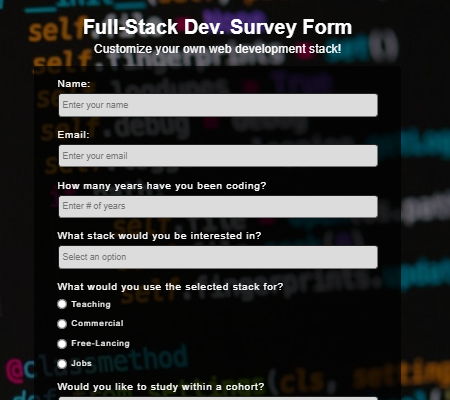 Full-Stack Dev. Survey Form
Customize your own web development stack!
Name:
Enter your name
Email:
Enter your email
How many years have you been coding?
Enter # of years
What stack would you be interested in?
Select an option
What would you use the selected stack for?
Teaching
Commercial
Free-Lancing
Jobs
@classmethod
Would you like to study within a cohort?